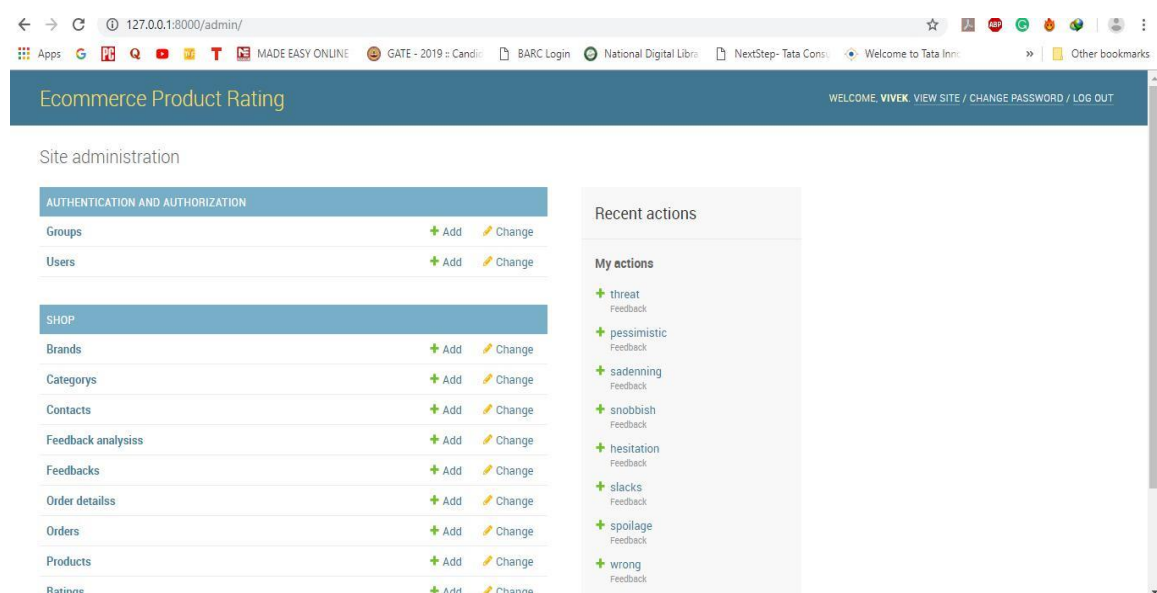 127.0.0.1:8000/admin/
Apps G PG Q T MADE EASY ONLINE GATE - 2019 :: Candic BARC Login National Digital Libra NextStep- Tata Consu Welcome to Tata Inno » Other bookmarks
Ecommerce Product Rating
WELCOME, VIVEK. VIEW SITE / CHANGE PASSWORD / LOG OUT
Site administration
AUTHENTICATION AND AUTHORIZATION
Groups + Add Change
Users + Add Change
SHOP
Brands + Add Change
Categorys + Add Change
Contacts + Add Change
Feedback analysiss + Add Change
Feedbacks + Add Change
Order detailss + Add Change
Orders + Add Change
Products + Add Change
Ratings + Add Change
Recent actions
My actions
+ threat
Feedback
+ pessimistic
Feedback
+ sadenning
Feedback
+ snobbish
Feedback
+ hesitation
Feedback
+ slacks
Feedback
+ spoilage
Feedback
+ wrong
Feedback